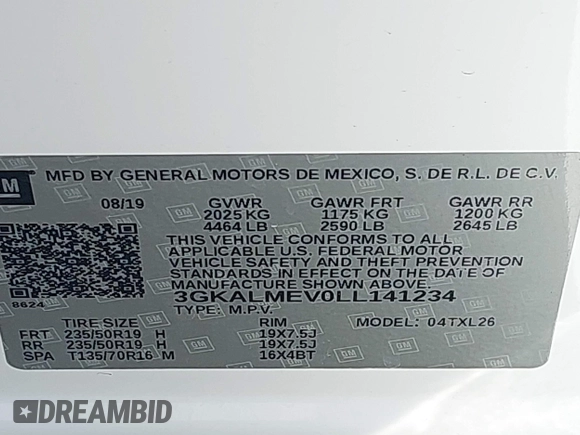 GM MFD BY GENERAL MOTORS DE MEXICO, S. DE R.L. DE C.V.
08/19 GVWR GAWR FRT GAWR RR
2025 KG 1175 KG 1200 KG
4464 LB 2590 LB 2645 LB
THIS VEHICLE CONFORMS TO ALL
APPLICABLE U.S. FEDERAL MOTOR
VEHICLE SAFETY AND THEFT PREVENTION
STANDARDS IN EFFECT ON THE DATE OF
MANUFACTURE SHOWN ABOVE.
8624 3GKALMEV0LL141234
TYPE: M.P.V. MODEL: 04TXL26
TIRE SIZE RIM
FRT 235/50R19 H 19X7.5J
RR 235/50R19 H 19X7.5J
SPA T135/70R16 M 16X4BT
DREAMBID